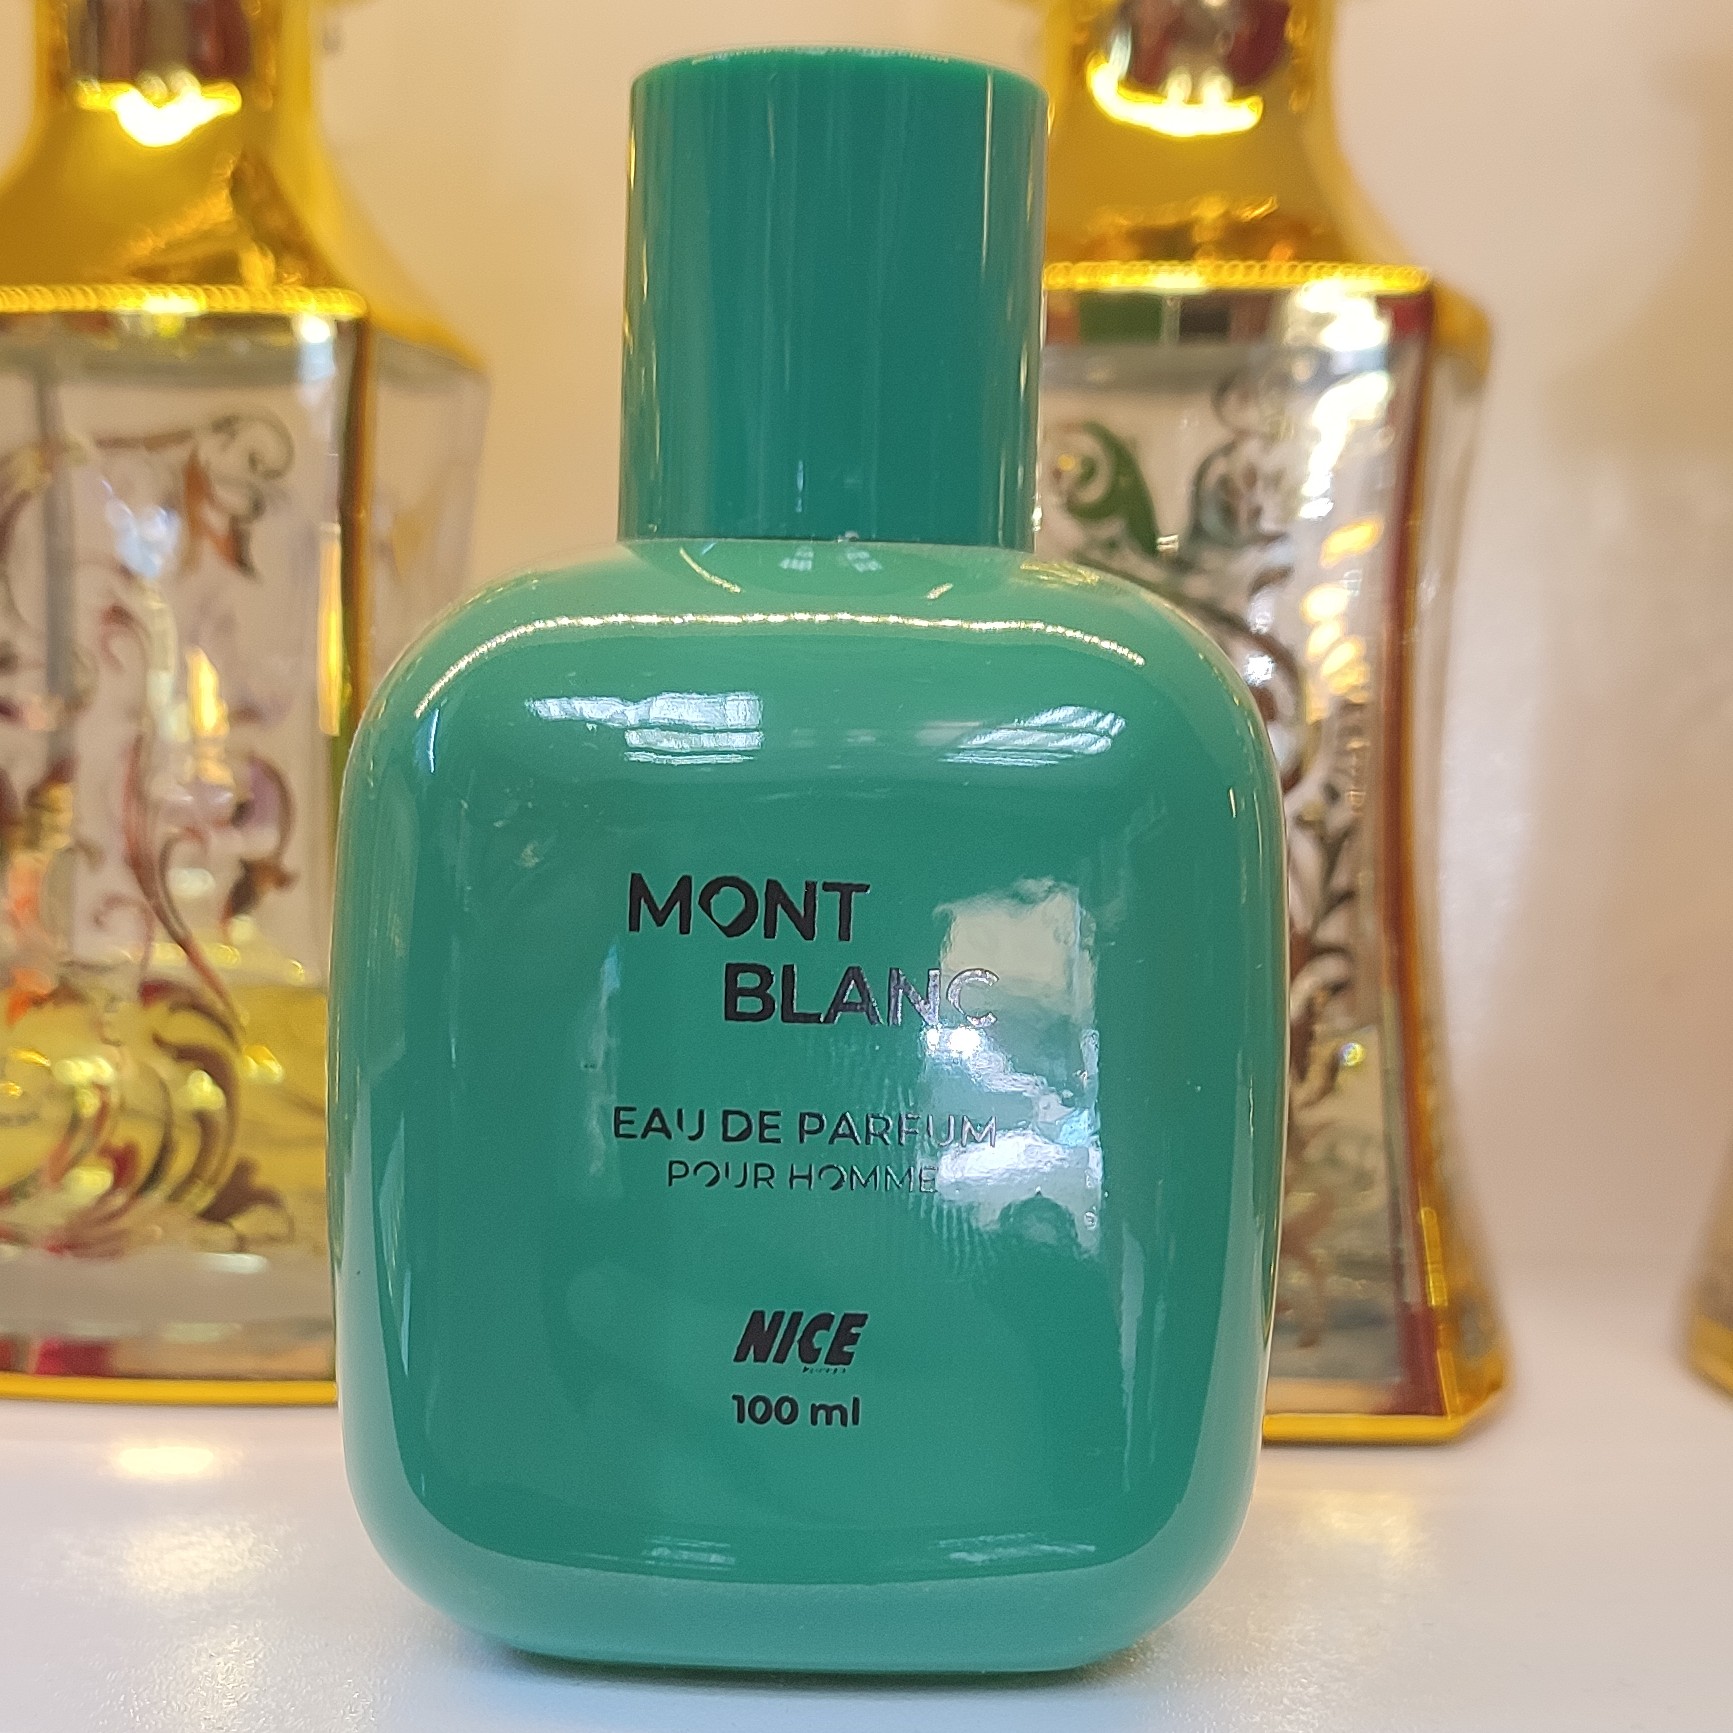 MONT
BLANC
EAU DE PARFUM
POUR HOMME
NICE
100 ml